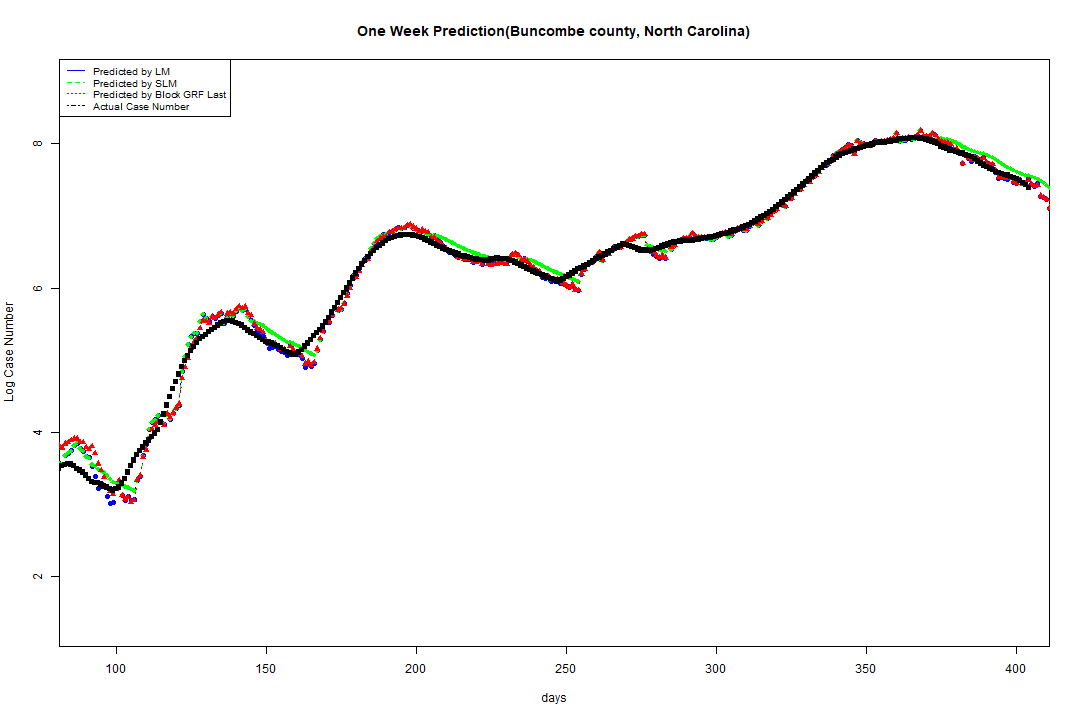 One Week Prediction(Buncombe county, North Carolina)
Predicted by LM
Predicted by SLM
Predicted by Block GRF Last
Actual Case Number
Log Case Number
8
6
4
2
100 150 200 250 300 350 400
days